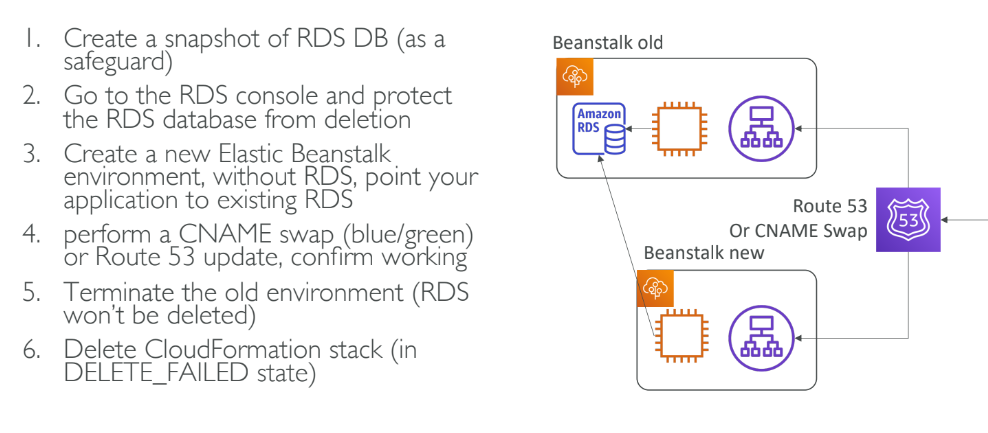 1. Create a snapshot of RDS DB (as a
safeguard)
2. Go to the RDS console and protect
the RDS database from deletion
3. Create a new Elastic Beanstalk
environment, without RDS, point your
application to existing RDS
4. perform a CNAME swap (blue/green)
or Route 53 update, confirm working
5. Terminate the old environment (RDS
won't be deleted)
6. Delete CloudFormation stack (in
DELETE_FAILED state)
Beanstalk old
Amazon
RDS
Route 53
Or CNAME Swap
53
Beanstalk new